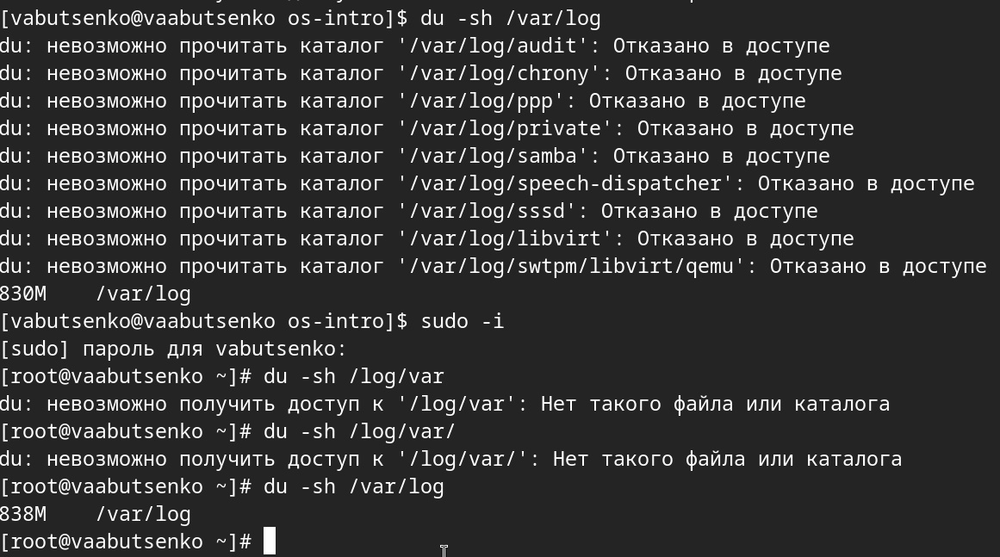 [vabutsenko@vaabutsenko os-intro]$ du -sh /var/log
du: невозможно прочитать каталог '/var/log/audit': Отказано в доступе
du: невозможно прочитать каталог '/var/log/chrony': Отказано в доступе
du: невозможно прочитать каталог '/var/log/ppp': Отказано в доступе
du: невозможно прочитать каталог '/var/log/private': Отказано в доступе
du: невозможно прочитать каталог '/var/log/samba': Отказано в доступе
du: невозможно прочитать каталог '/var/log/speech-dispatcher': Отказано в доступе
du: невозможно прочитать каталог '/var/log/sssd': Отказано в доступе
du: невозможно прочитать каталог '/var/log/libvirt': Отказано в доступе
du: невозможно прочитать каталог '/var/log/swtpm/libvirt/qemu': Отказано в доступе
830M    /var/log
[vabutsenko@vaabutsenko os-intro]$ sudo -i
[sudo] пароль для vabutsenko:
[root@vaabutsenko ~]# du -sh /log/var
du: невозможно получить доступ к '/log/var': Нет такого файла или каталога
[root@vaabutsenko ~]# du -sh /log/var/
du: невозможно получить доступ к '/log/var/': Нет такого файла или каталога
[root@vaabutsenko ~]# du -sh /var/log
838M    /var/log
[root@vaabutsenko ~]#